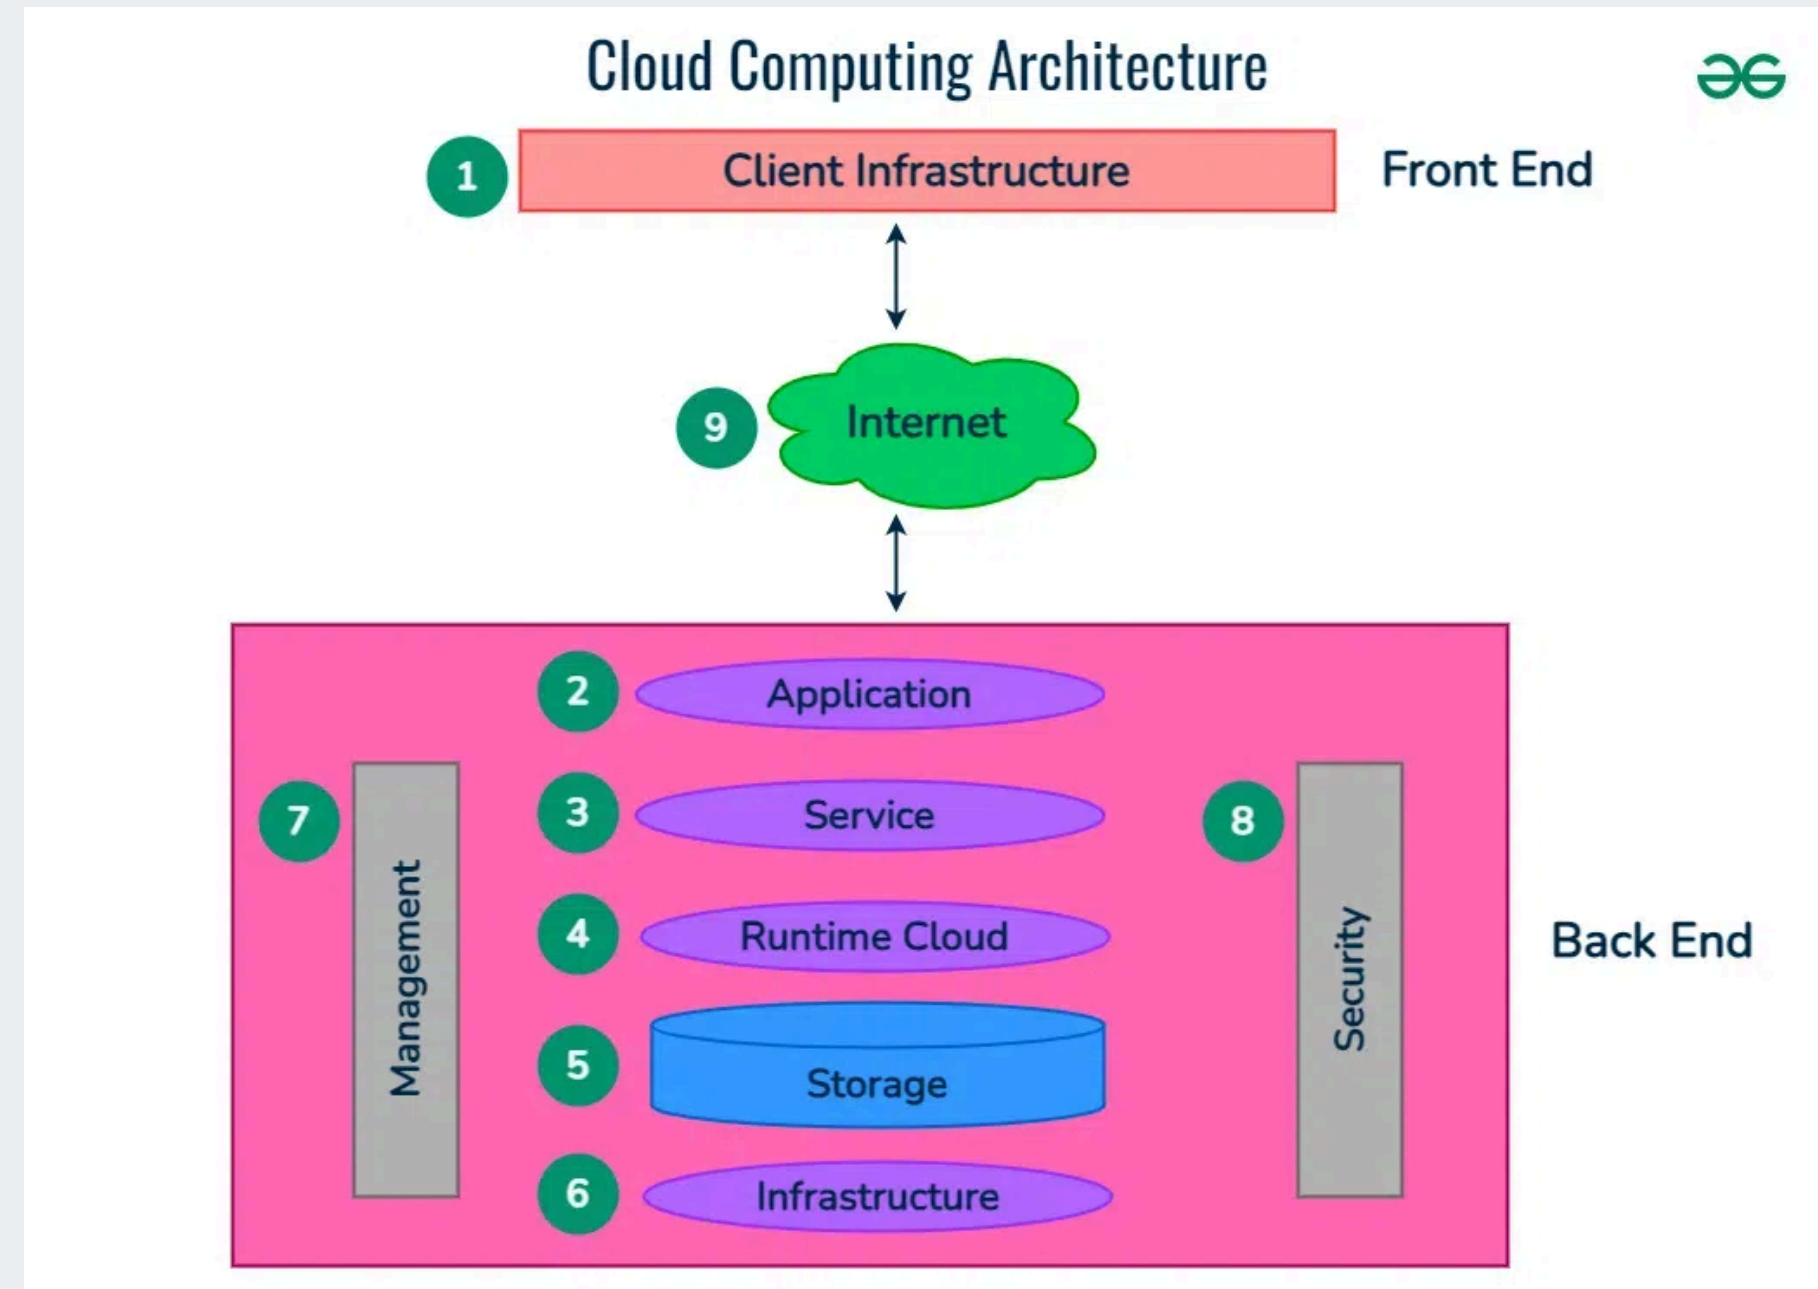 Cloud Computing Architecture
1
Client Infrastructure
Front End
9
Internet
2
Application
7
Management
3
Service
8
Security
4
Runtime Cloud
Back End
5
Storage
6
Infrastructure